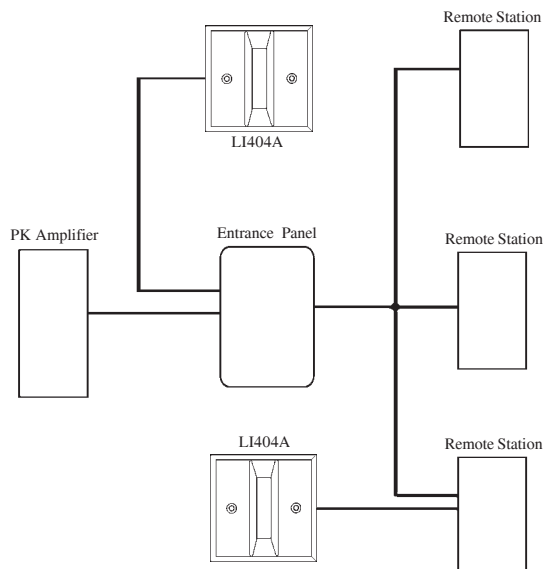 Remote Station
LI404A
PK Amplifier
Entrance Panel
Remote Station
LI404A
Remote Station